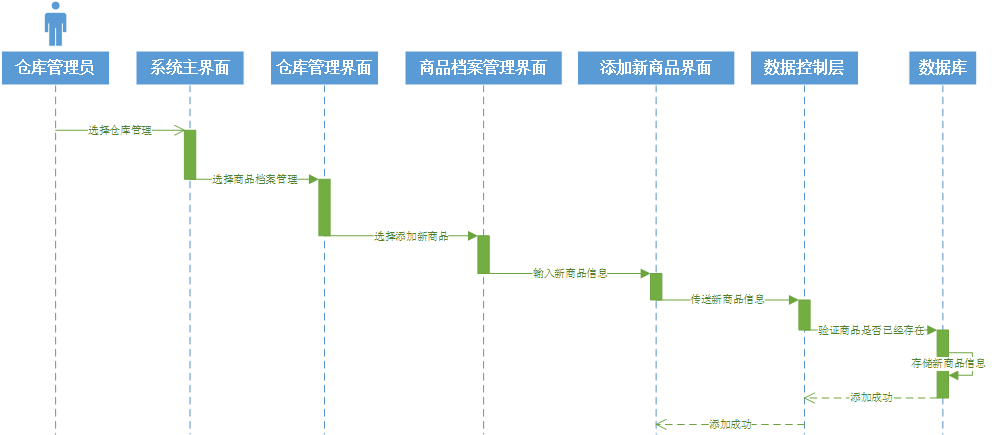 仓库管理员
系统主界面
仓库管理界面
商品档案管理界面
添加新商品界面
数据控制层
数据库
选择仓库管理
选择商品档案管理
选择添加新商品
输入新商品信息
传送新商品信息
验证商品是否已经存在
存储新商品信息
添加成功
添加成功